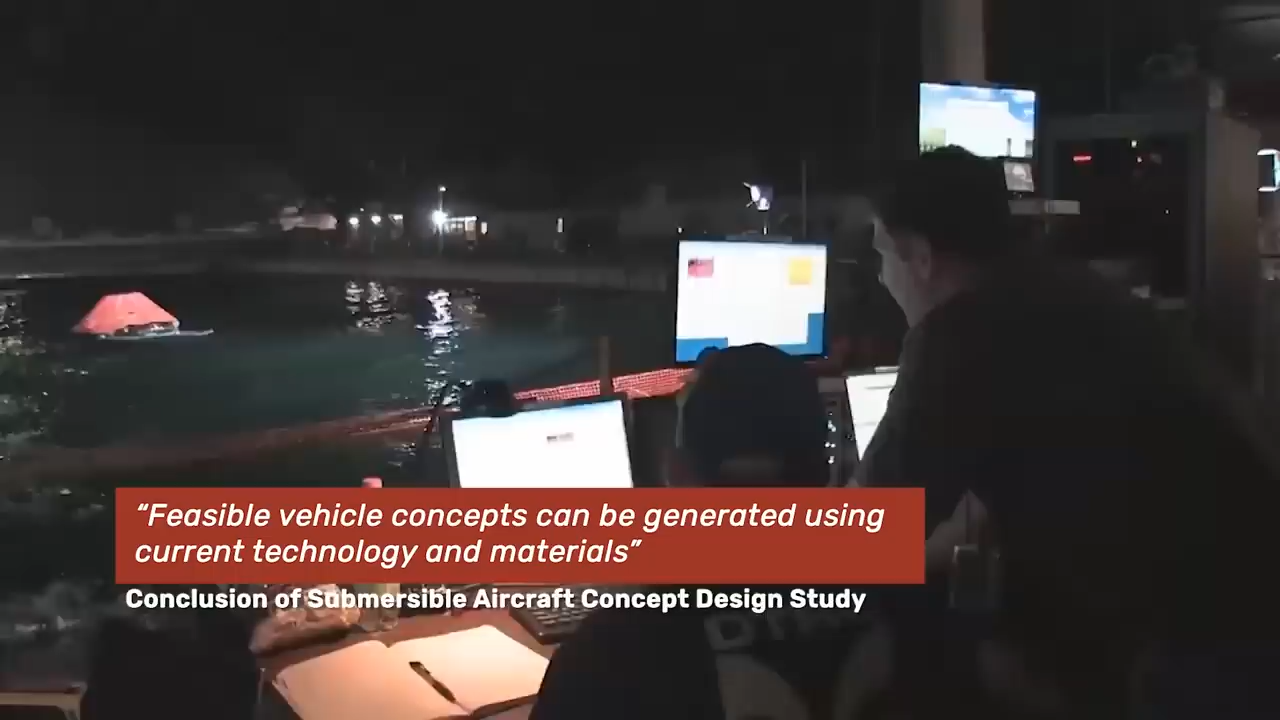 “Feasible vehicle concepts can be generated using
current technology and materials”
Conclusion of Submersible Aircraft Concept Design Study